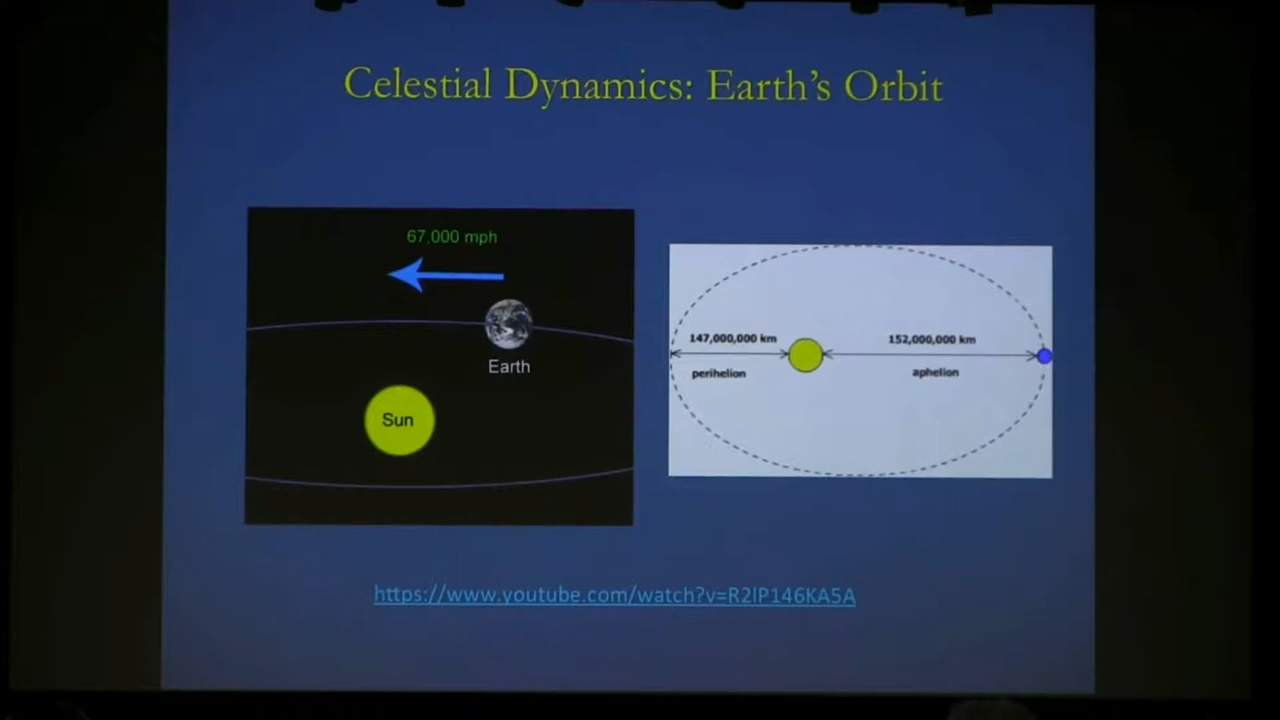 Celestial Dynamics: Earth's Orbit
67,000 mph
Earth
Sun
147,000,000 km
152,000,000 km
perihelion
aphelion
https://www.youtube.com/watch?v=R2lP146KA5A